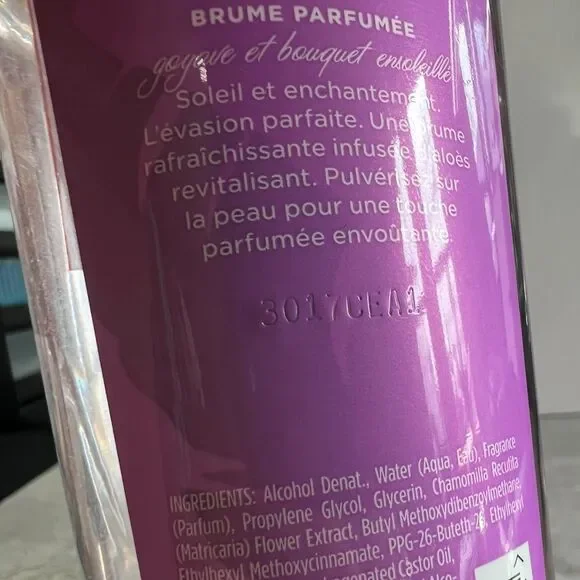 BRUME PARFUMÉE
goyave et bouquet ensoleillé
Soleil et enchantement.
L'évasion parfaite. Une brume
rafraîchissante infusée d'aloès
revitalisant. Pulvérisez sur
la peau pour une touche
parfumée envoûtante.
3017CEA1
INGREDIENTS: Alcohol Denat., Water (Aqua, Eau), Fragrance
(Parfum), Propylene Glycol, Glycerin, Chamomilla Recutita
(Matricaria) Flower Extract, Butyl Methoxydibenzoylmethane,
Ethylhexyl Methoxycinnamate, PPG-26-Buteth-26, Ethylhexyl
Castor Oil,